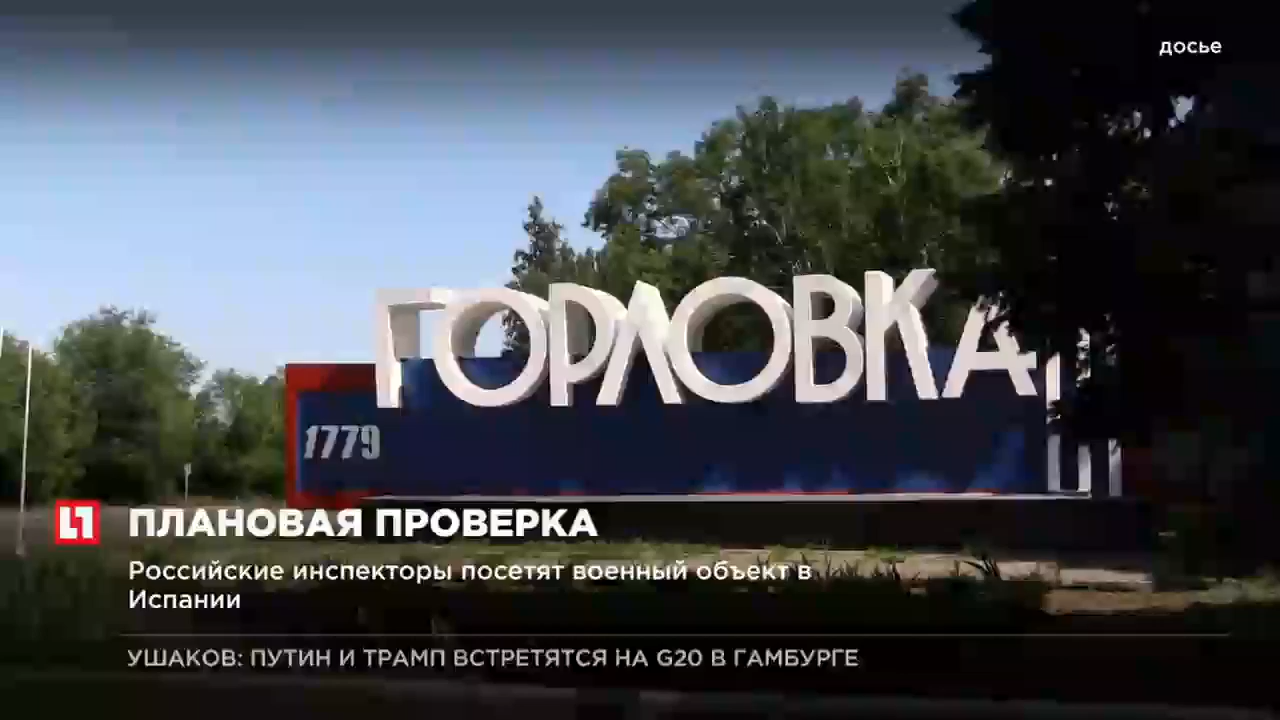 досье
ГОРЛОВКА
1779
L1 ПЛАНОВАЯ ПРОВЕРКА
Российские инспекторы посетят военный объект в
Испании
УШАКОВ: ПУТИН И ТРАМП ВСТРЕТЯТСЯ НА G20 В ГАМБУРГЕ